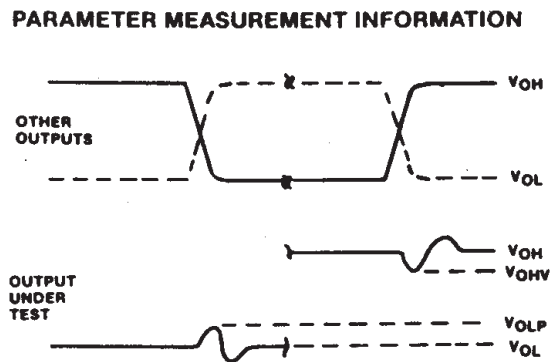 PARAMETER MEASUREMENT INFORMATION
OTHER
OUTPUTS
VOH
VOL
OUTPUT
UNDER
TEST
VOH
VOHV
VOLP
VOL